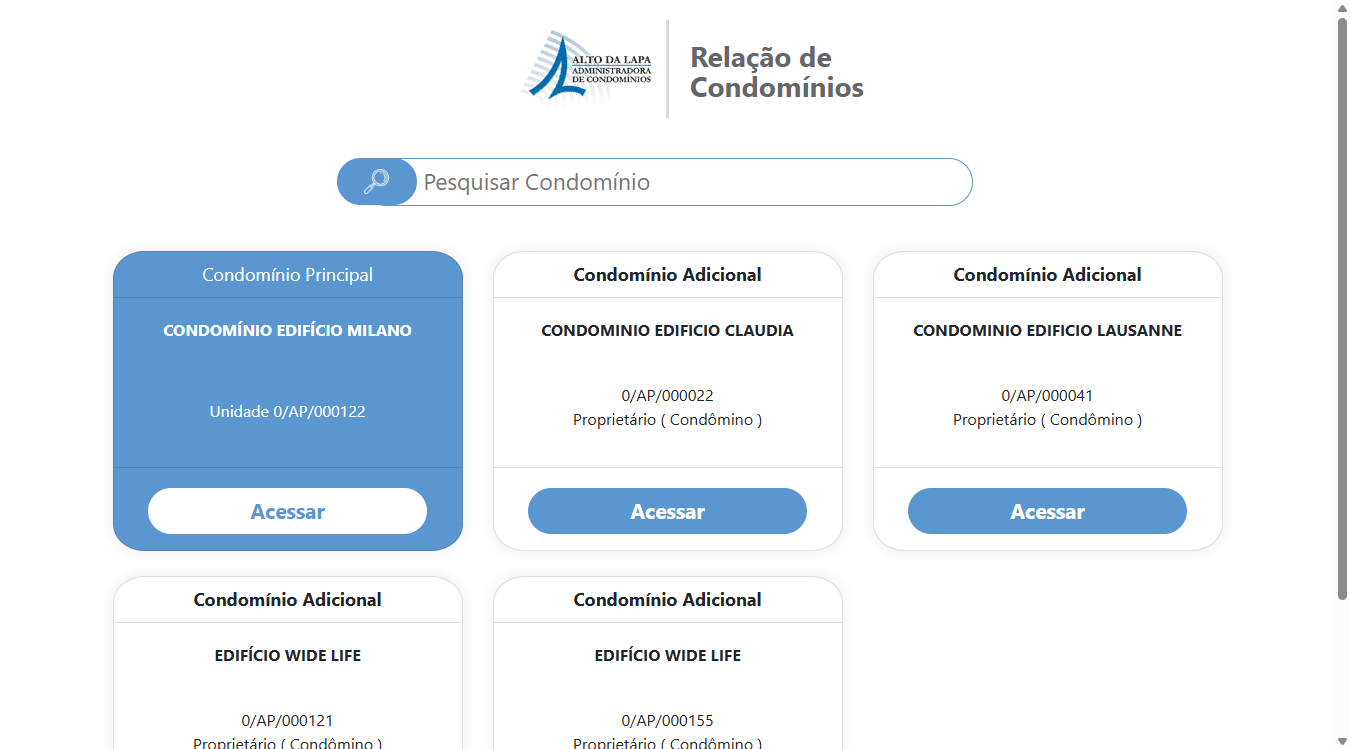 ALTO DA LAPA
ADMINISTRADORA
DE CONDOMÍNIOS
Relação de
Condomínios
Pesquisar Condomínio
Condomínio Principal
CONDOMÍNIO EDIFÍCIO MILANO
Unidade 0/AP/000122
Acessar
Condomínio Adicional
CONDOMINIO EDIFICIO CLAUDIA
0/AP/000022
Proprietário ( Condômino )
Acessar
Condomínio Adicional
CONDOMINIO EDIFICIO LAUSANNE
0/AP/000041
Proprietário ( Condômino )
Acessar
Condomínio Adicional
EDIFÍCIO WIDE LIFE
0/AP/000121
Proprietário ( Condômino )
Condomínio Adicional
EDIFÍCIO WIDE LIFE
0/AP/000155
Proprietário ( Condômino )